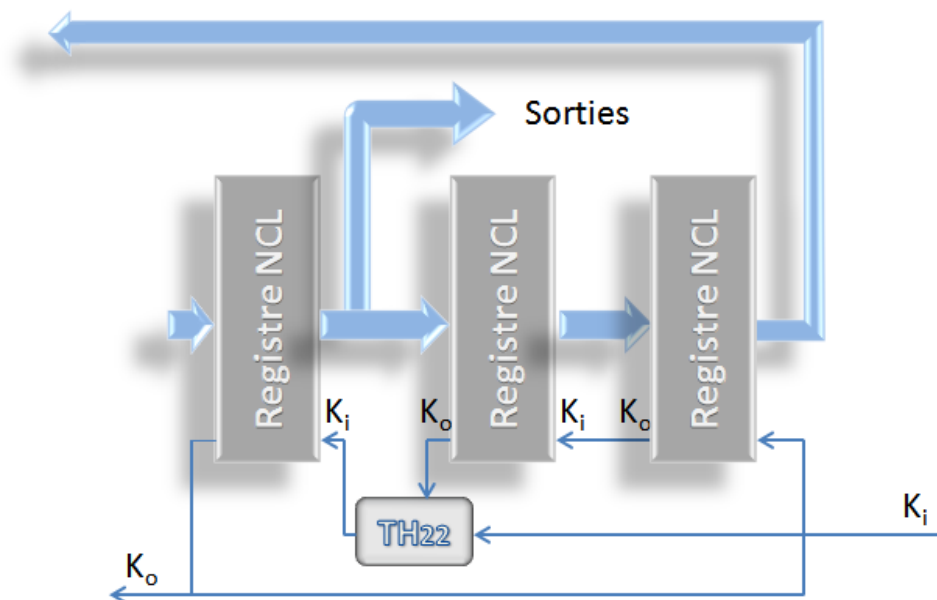 Sorties
Registre NCL
Registre NCL
Registre NCL
Ki
Ko
Ki
Ko
Ki
TH22
Ko